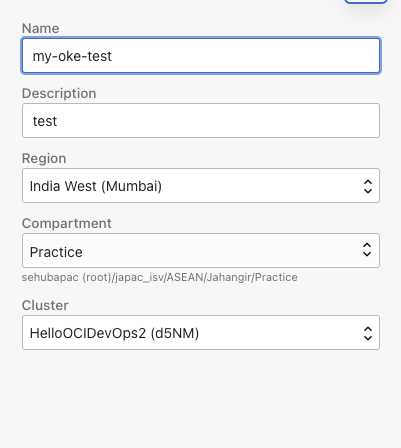 Name
my-oke-test
Description
test
Region
India West (Mumbai)
Compartment
Practice
sehubapac (root)/japac_isv/ASEAN/Jahangir/Practice
Cluster
HelloOCIDevOps2 (d5NM)